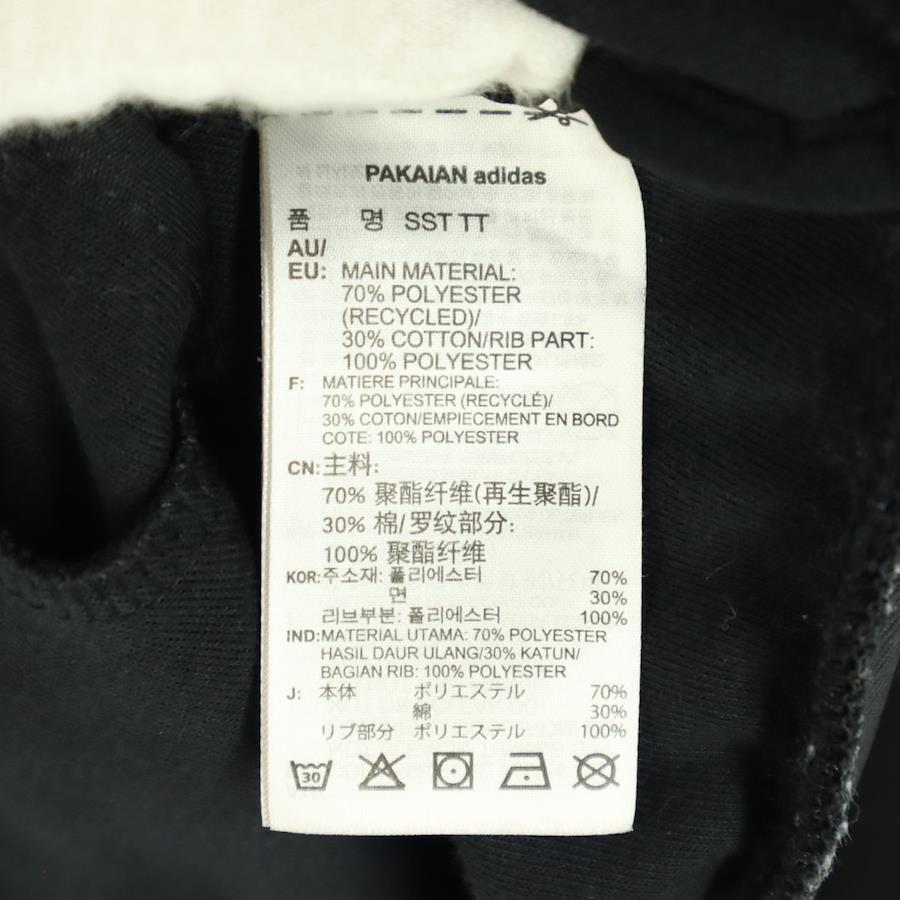 PAKAIAN adidas
品 名 SST TT
AU/
EU: MAIN MATERIAL:
70% POLYESTER
(RECYCLED)/
30% COTTON/RIB PART:
100% POLYESTER
F: MATIERE PRINCIPALE:
70% POLYESTER (RECYCLÉ)/
30% COTON/EMPIECEMENT EN BORD
COTE: 100% POLYESTER
CN: 主料:
70% 聚酯纤维(再生聚酯)/
30% 棉/罗纹部分:
100% 聚酯纤维
KOR: 주소재: 폴리에스터 70%
면 30%
리브부분: 폴리에스터 100%
IND: MATERIAL UTAMA: 70% POLYESTER
HASIL DAUR ULANG/30% KATUN/
BAGIAN RIB: 100% POLYESTER
J: 本体 ポリエステル 70%
綿 30%
リブ部分 ポリエステル 100%
30